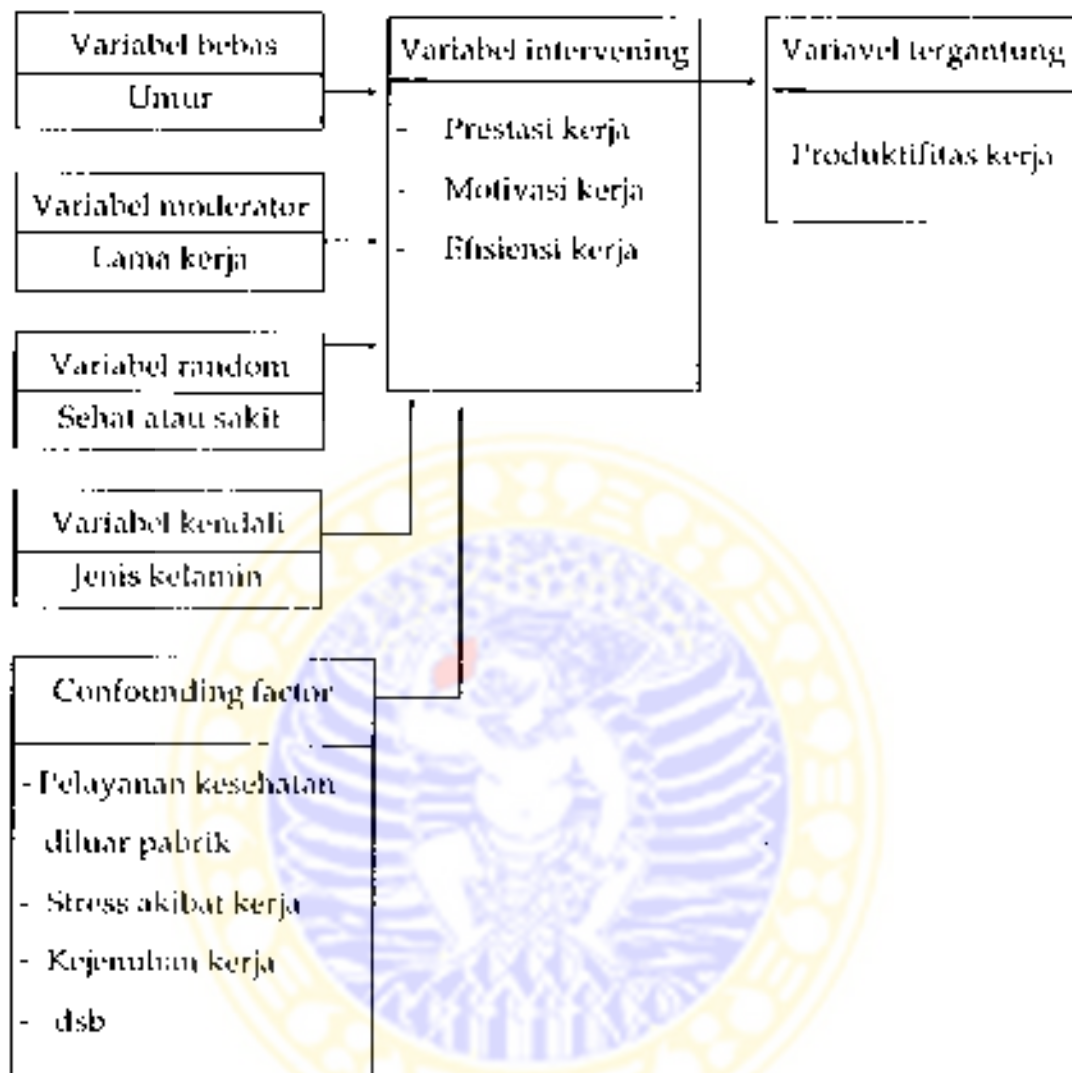 Variabel bebas
Umur
Variabel moderator
Lama kerja
Variabel random
Sehat atau sakit
Variabel kendali
Jenis kelamin
Confounding factor
- Pelayanan kesehatan
diluar pabrik
- Stress akibat kerja
- Kejenuhan kerja
- dsb
Variabel intervening
- Prestasi kerja
- Motivasi kerja
- Efisiensi kerja
Variavel tergantung
Produktifitas kerja